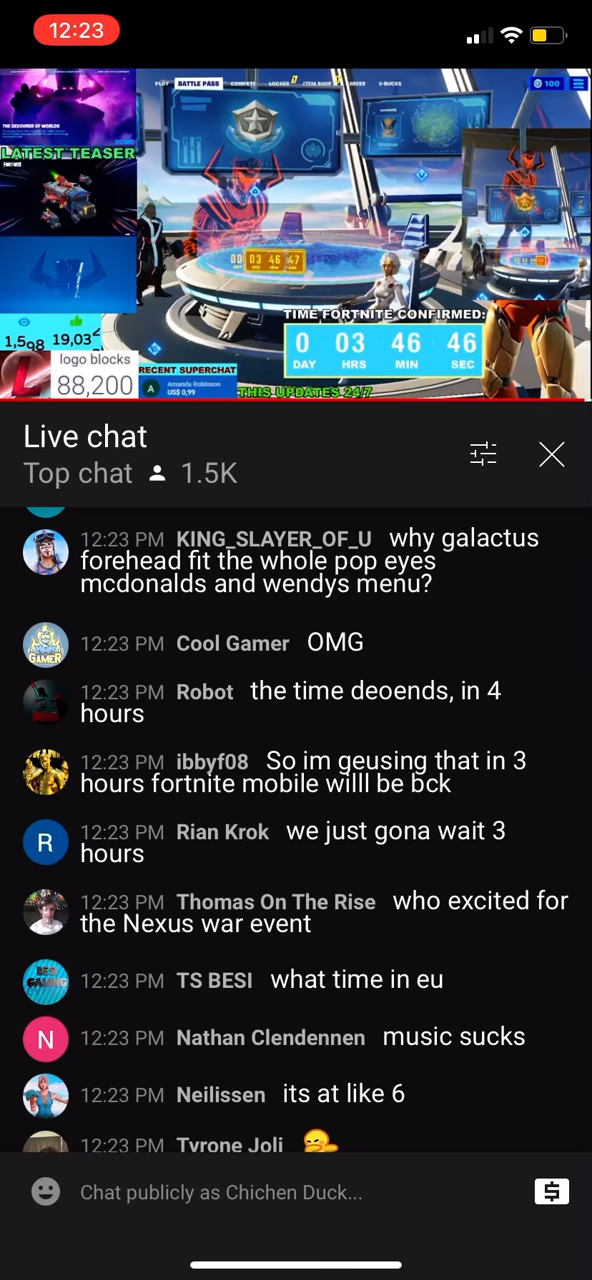 12:23
PLAY BATTLE PASS COMPETE LOCKER ITEM SHOP CAREER V-BUCKS
100
THE DEVOURER OF WORLDS
LATEST TEASER
FORTNITE
00 03 46 47
TIME FORTNITE CONFIRMED:
0 03 46 46
DAY HRS MIN SEC
1,598 19,032
logo blocks
88,200
RECENT SUPERCHAT
A Amanda Robinson
US$ 0,99
THIS UPDATES 24/7
Live chat
Top chat 1.5K
12:23 PM KING_SLAYER_OF_U why galactus
forehead fit the whole pop eyes
mcdonalds and wendys menu?
GAMER
12:23 PM Cool Gamer OMG
12:23 PM Robot the time deoends, in 4
hours
12:23 PM ibbyf08 So im geusing that in 3
hours fortnite mobile willl be bck
R
12:23 PM Rian Krok we just gona wait 3
hours
12:23 PM Thomas On The Rise who excited for
the Nexus war event
BESI
GAMING
12:23 PM TS BESI what time in eu
N
12:23 PM Nathan Clendennen music sucks
12:23 PM Neilissen its at like 6
12:23 PM Tyrone Joli
Chat publicly as Chichen Duck...